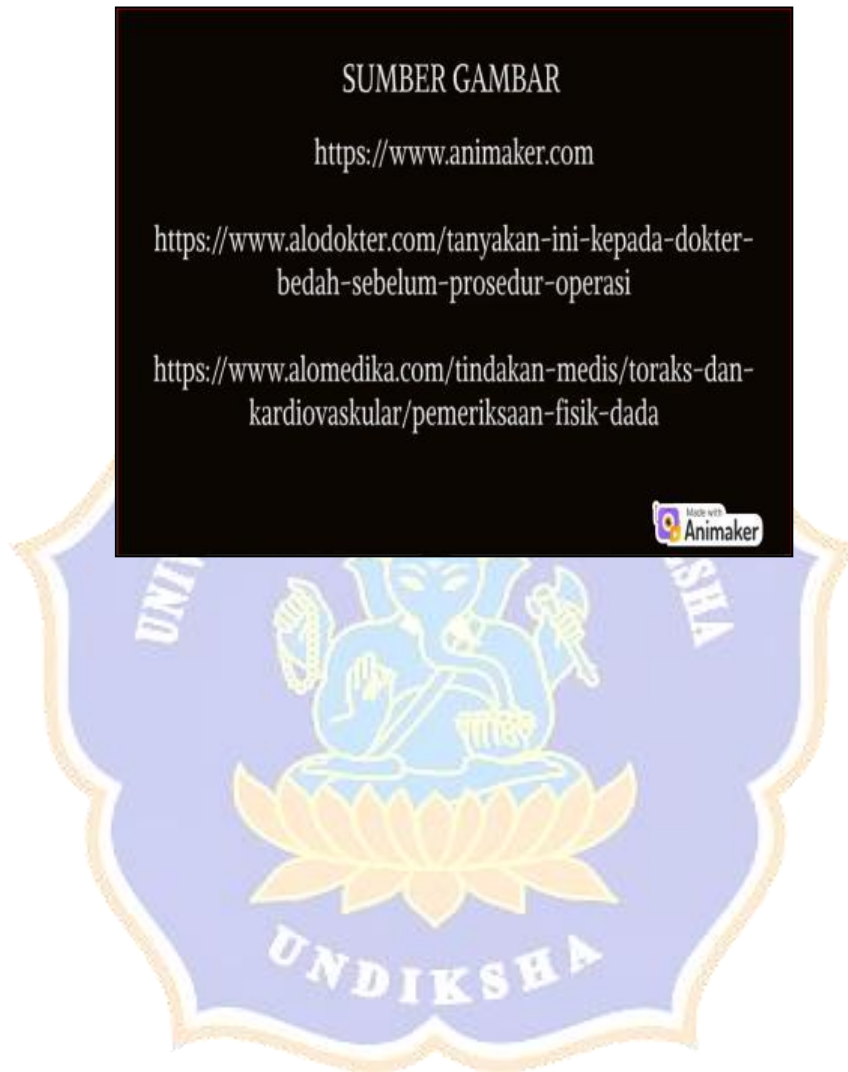 SUMBER GAMBAR
https://www.animaker.com
https://www.alodokter.com/tanyakan-ini-kepada-dokter-
bedah-sebelum-prosedur-operasi
https://www.alomedika.com/tindakan-medis/toraks-dan-
kardiovaskular/pemeriksaan-fisik-dada
Made with
Animaker
UNDIKSHA